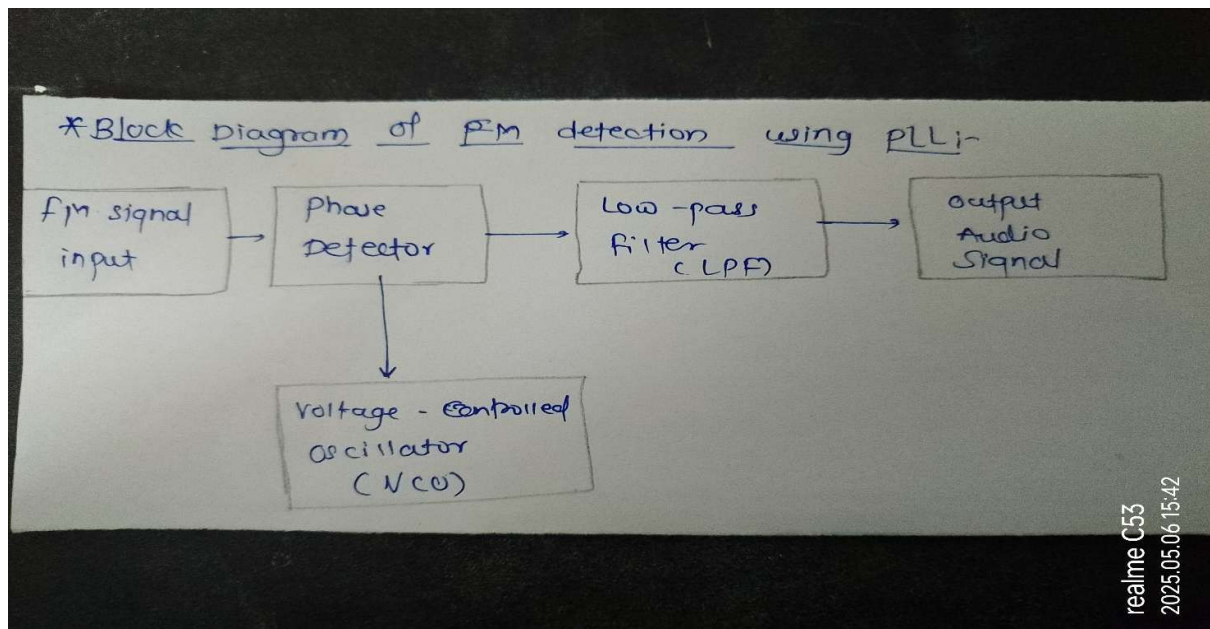 *Block Diagram of FM detection using PLL:-
FM signal
input
Phase
Detector
Low-pass
Filter
(LPF)
output
Audio
Signal
Voltage-controlled
oscillator
(VCO)
realme C53
2025.05.06 15:42